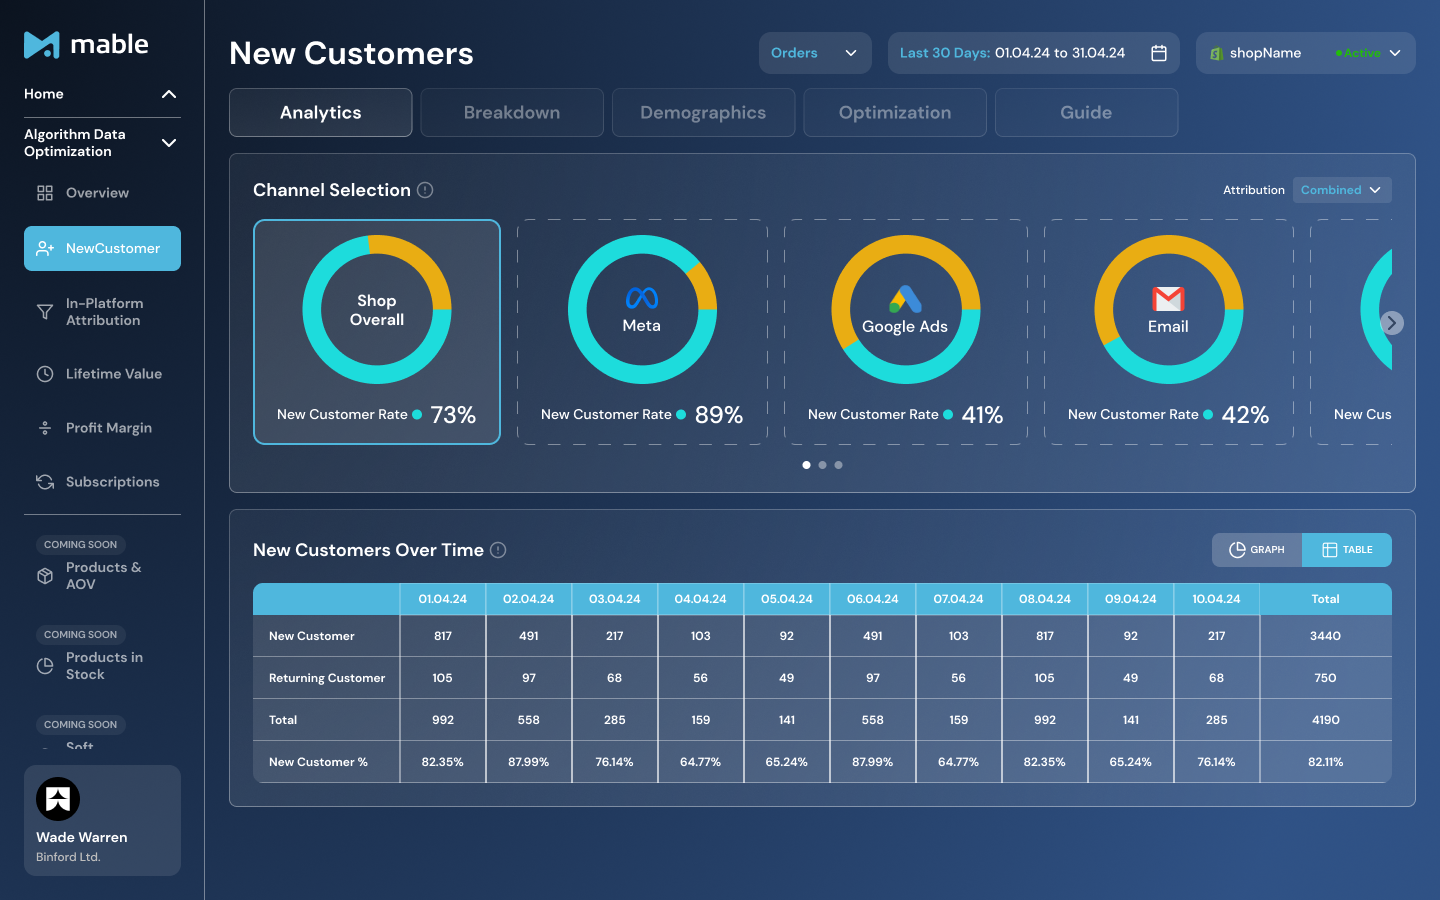 mable
Home
Algorithm Data
Optimization
Overview
NewCustomer
In-Platform
Attribution
Lifetime Value
Profit Margin
Subscriptions
COMING SOON
Products &
AOV
COMING SOON
Products in
Stock
COMING SOON
Soft
Wade Warren
Binford Ltd.
New Customers
Orders
Last 30 Days: 01.04.24 to 31.04.24
shopName
Active
Analytics
Breakdown
Demographics
Optimization
Guide
Channel Selection
Attribution
Combined
Shop
Overall
New Customer Rate 73%
Meta
New Customer Rate 89%
Google Ads
New Customer Rate 41%
Email
New Customer Rate 42%
New Cus
New Customers Over Time
GRAPH
TABLE
01.04.24 02.04.24 03.04.24 04.04.24 05.04.24 06.04.24 07.04.24 08.04.24 09.04.24 10.04.24 Total
New Customer 817 491 217 103 92 491 103 817 92 217 3440
Returning Customer 105 97 68 56 49 97 56 105 49 68 750
Total 992 558 285 159 141 558 159 992 141 285 4190
New Customer % 82.35% 87.99% 76.14% 64.77% 65.24% 87.99% 64.77% 82.35% 65.24% 76.14% 82.11%